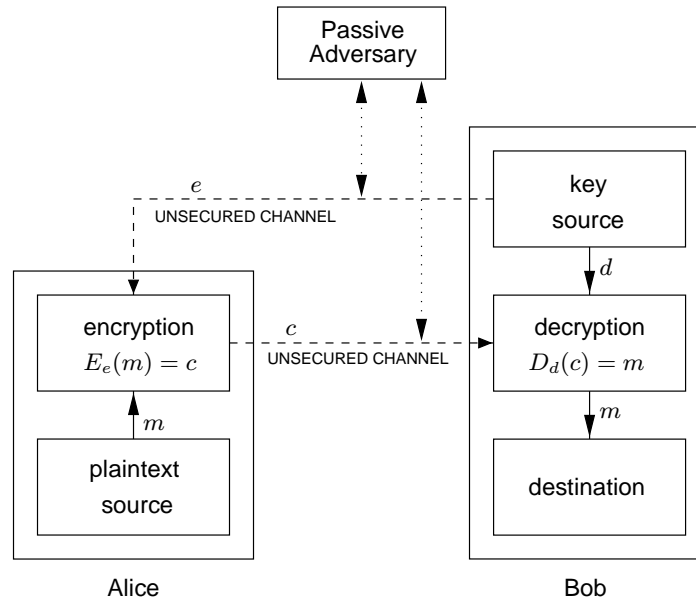 Passive
Adversary
e
UNSECURED CHANNEL
key
source
d
encryption
E_e(m) = c
c
UNSECURED CHANNEL
decryption
D_d(c) = m
m
m
plaintext
source
destination
Alice
Bob